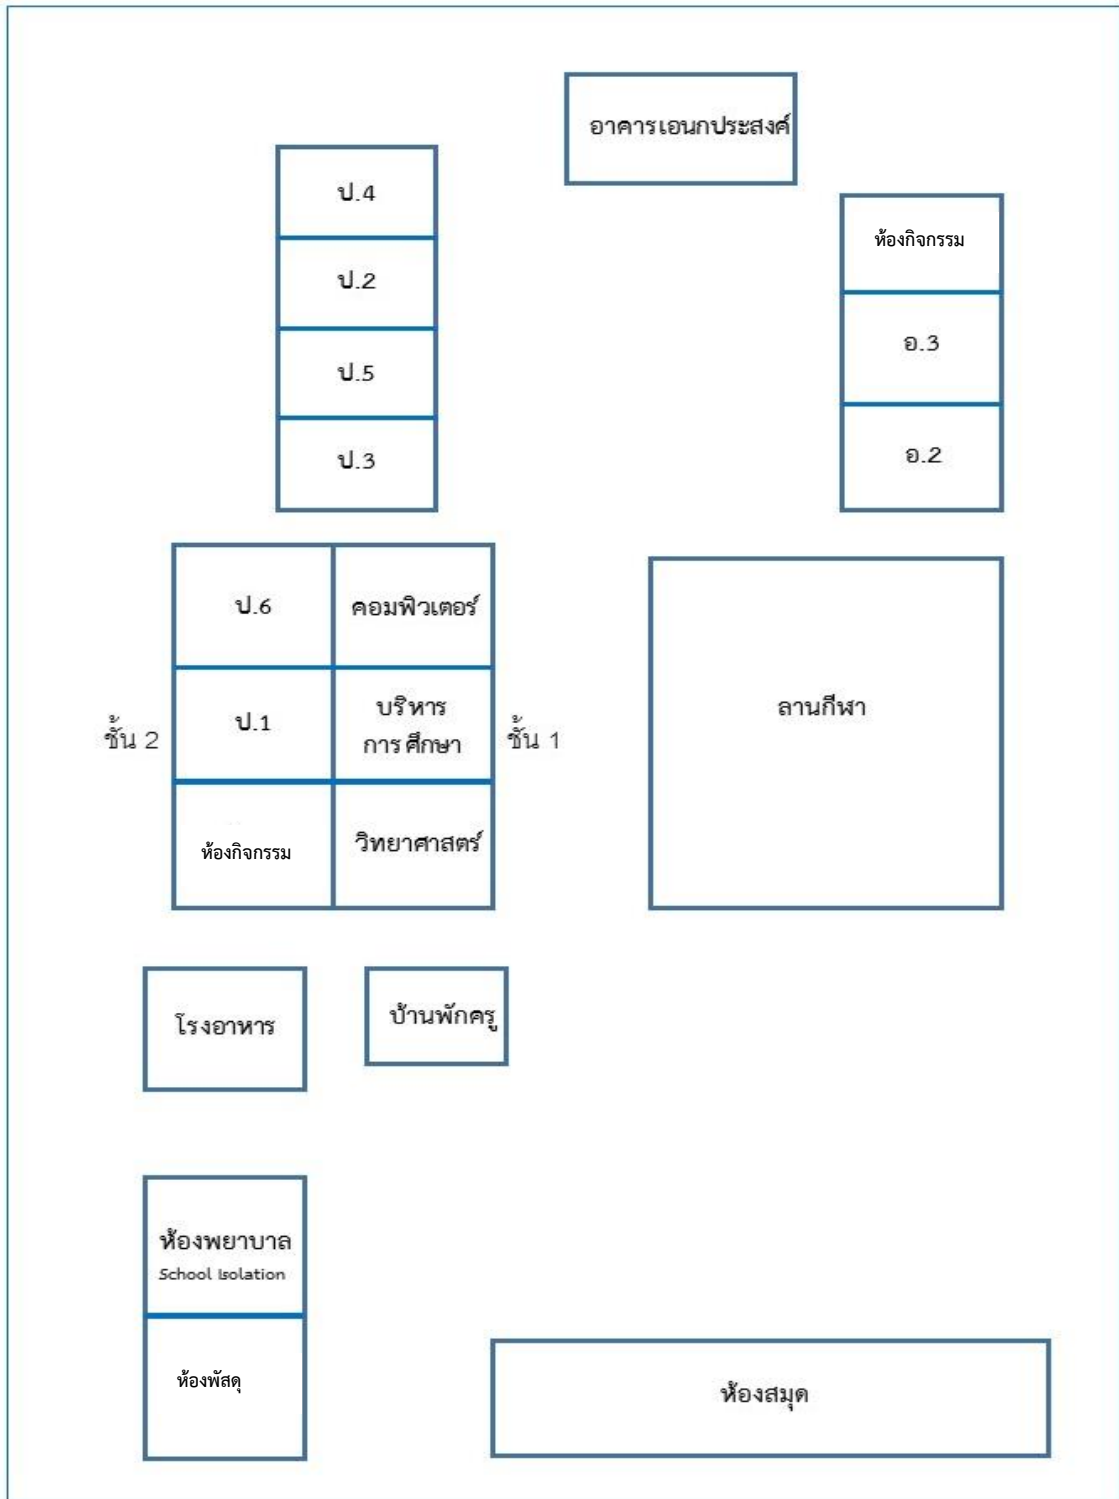 อาคารเอนกประสงค์
ป.4
ห้องกิจกรรม
ป.2
อ.3
ป.5
อ.2
ป.3
ป.6
คอมพิวเตอร์
ลานกีฬา
ชั้น 2
ป.1
บริหาร
การศึกษา
ชั้น 1
ห้องกิจกรรม
วิทยาศาสตร์
โรงอาหาร
บ้านพักครู
ห้องพยาบาล
School Isolation
ห้องพัสดุ
ห้องสมุด